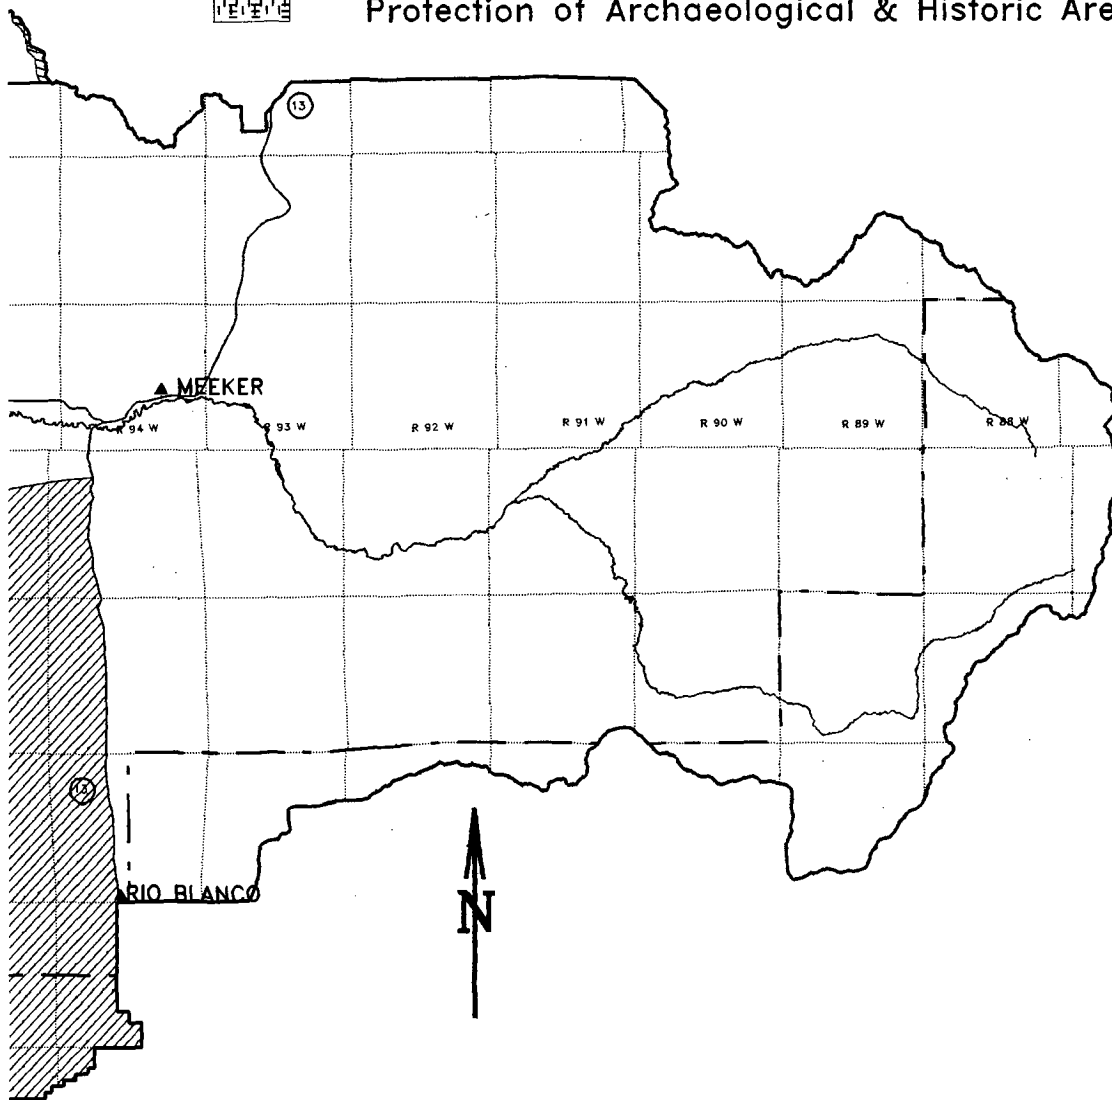 Protection of Archaeological & Historic Are
13
MEEKER
R 94 W
R 93 W
R 92 W
R 91 W
R 90 W
R 89 W
R 88 W
13
RIO BLANCO
N